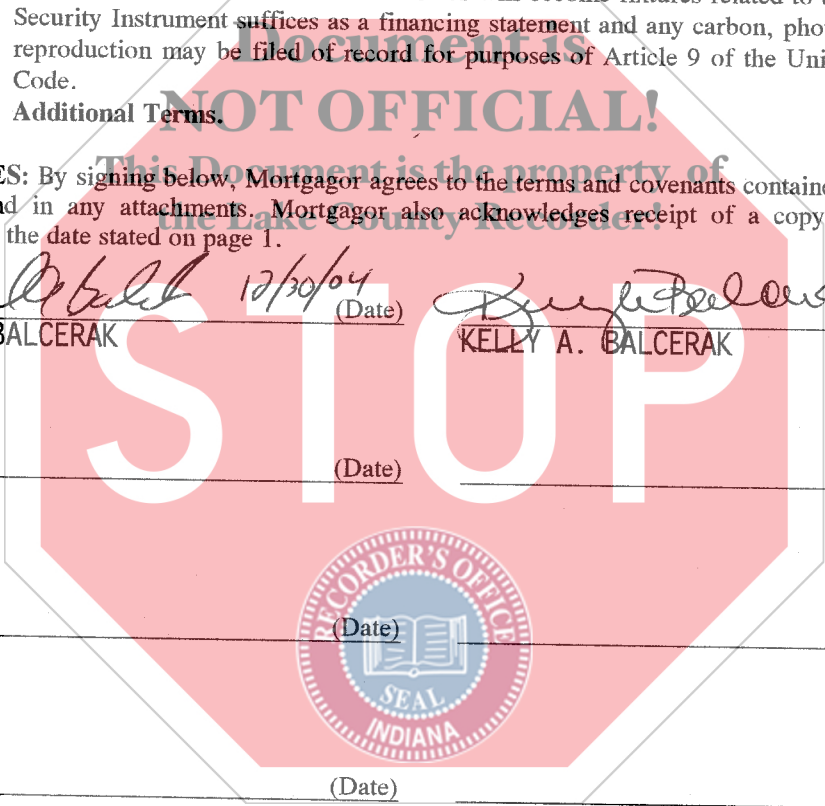 Security Instrument suffices as a financing statement and any carbon, pho
reproduction may be filed of record for purposes of Article 9 of the Uni
Code.
Additional Terms.
Document is
NOT OFFICIAL!
This Document is the property of
the Lake County Recorder!
ES: By signing below, Mortgagor agrees to the terms and covenants containe
d in any attachments. Mortgagor also acknowledges receipt of a copy
the date stated on page 1.
12/30/04 (Date)
BALCERAK KELLY A. BALCERAK
STOP
(Date)
(Date)
RECORDER'S OFFICE
SEAL
INDIANA
(Date)